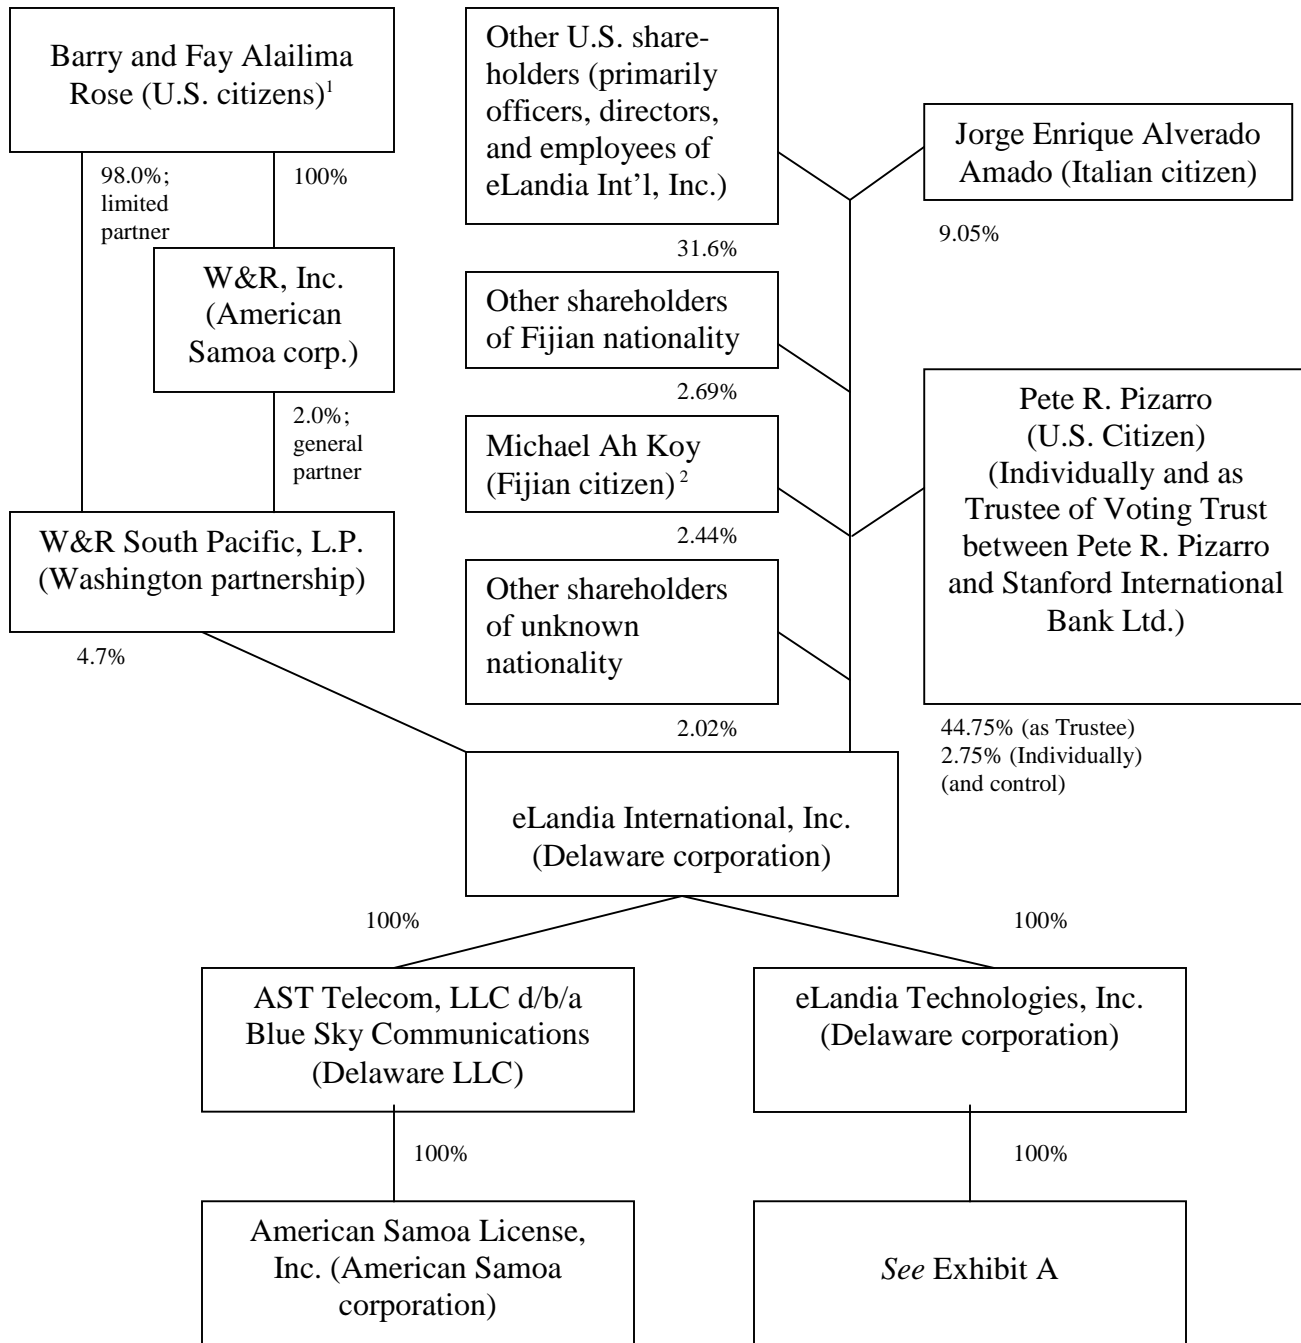 Barry and Fay Alailima
Rose (U.S. citizens)1
98.0%;
limited
partner
100%
W&R, Inc.
(American
Samoa corp.)
2.0%;
general
partner
W&R South Pacific, L.P.
(Washington partnership)
4.7%
Other U.S. share-
holders (primarily
officers, directors,
and employees of
eLandia Int’l, Inc.)
31.6%
Other shareholders
of Fijian nationality
2.69%
Michael Ah Koy
(Fijian citizen) 2
2.44%
Other shareholders
of unknown
nationality
2.02%
Jorge Enrique Alverado
Amado (Italian citizen)
9.05%
Pete R. Pizarro
(U.S. Citizen)
(Individually and as
Trustee of Voting Trust
between Pete R. Pizarro
and Stanford International
Bank Ltd.)
44.75% (as Trustee)
2.75% (Individually)
(and control)
eLandia International, Inc.
(Delaware corporation)
100%
100%
AST Telecom, LLC d/b/a
Blue Sky Communications
(Delaware LLC)
eLandia Technologies, Inc.
(Delaware corporation)
100%
100%
American Samoa License,
Inc. (American Samoa
corporation)
See Exhibit A